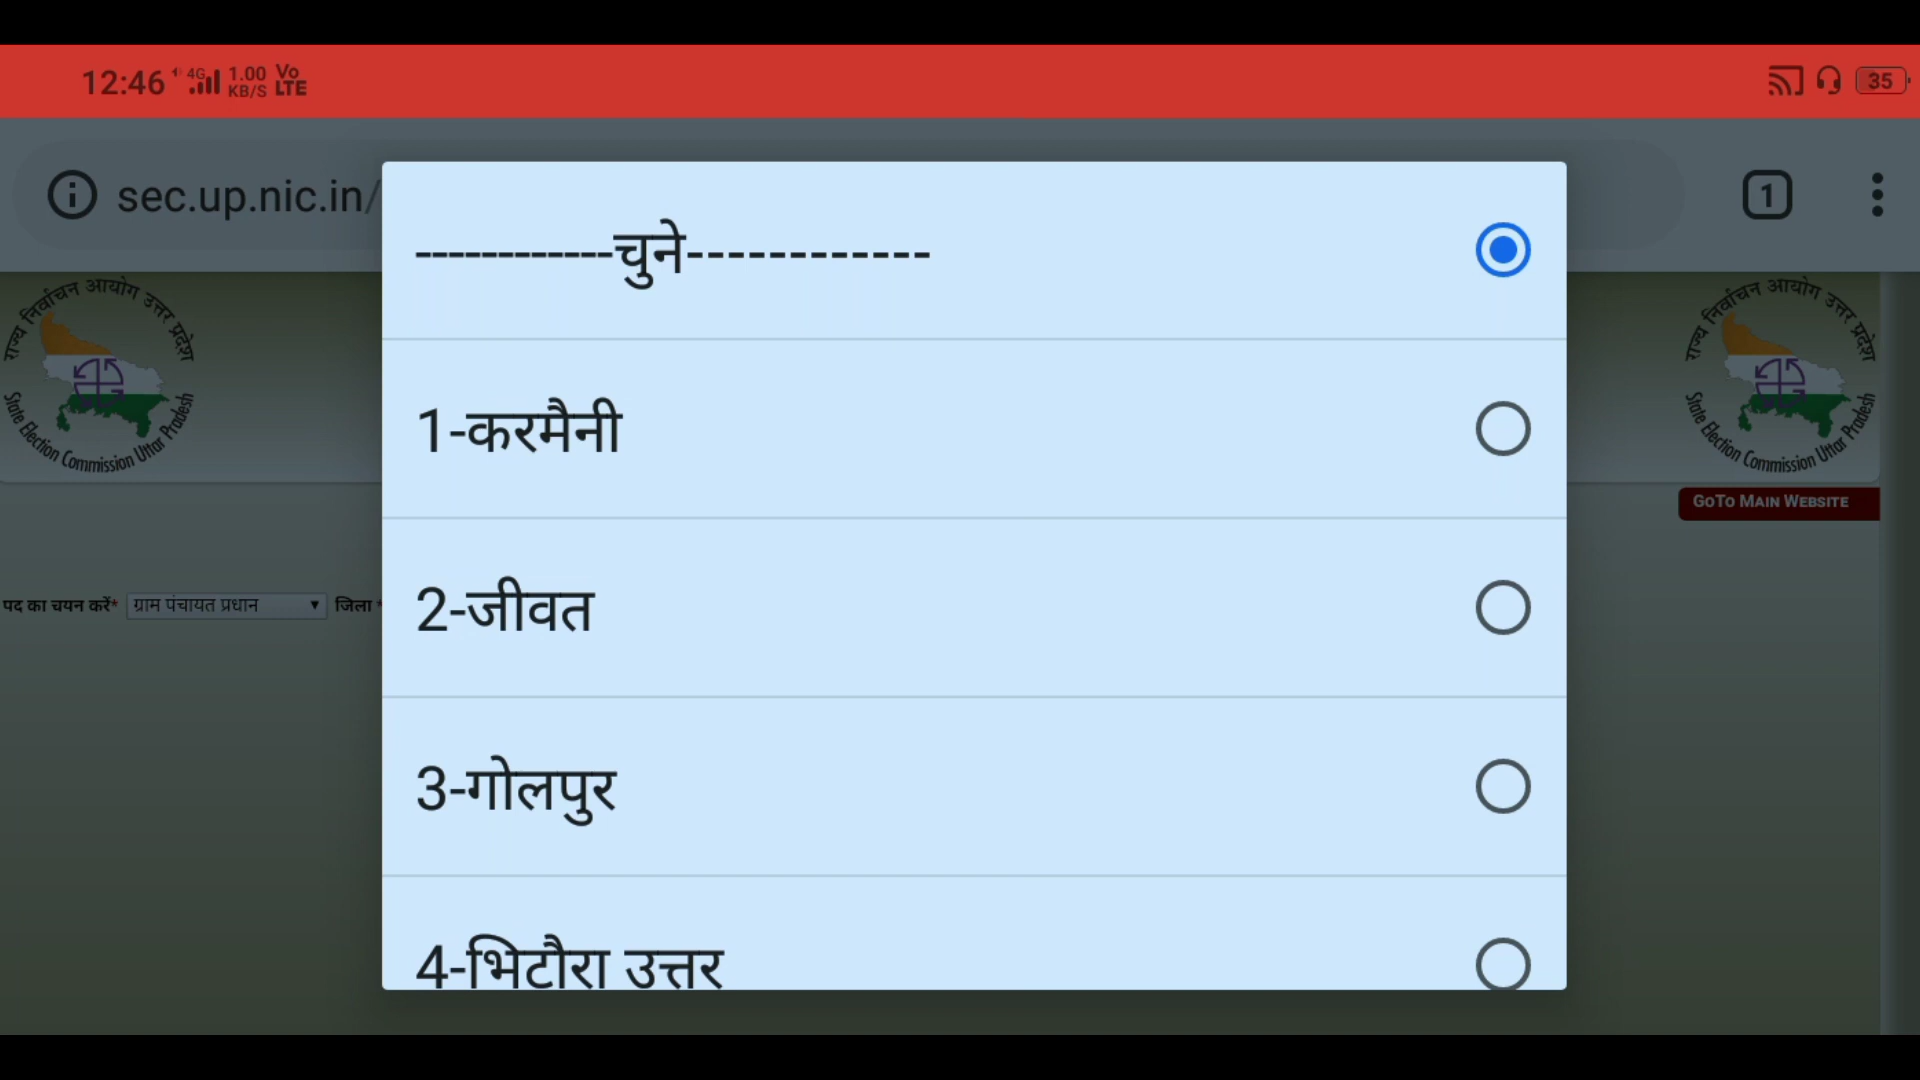 12:46 4G 1.00 KB/S Vo LTE 35
sec.up.nic.in/ 1
------------चुने------------
1-करमैनी
2-जीवत
3-गोलपुर
4-भिटौरा उत्तर
राज्य निर्वाचन आयोग उत्तर प्रदेश
State Election Commission Uttar Pradesh
राज्य निर्वाचन आयोग उत्तर प्रदेश
State Election Commission Uttar Pradesh
GOTO MAIN WEBSITE
पद का चयन करें* ग्राम पंचायत प्रधान जिला *